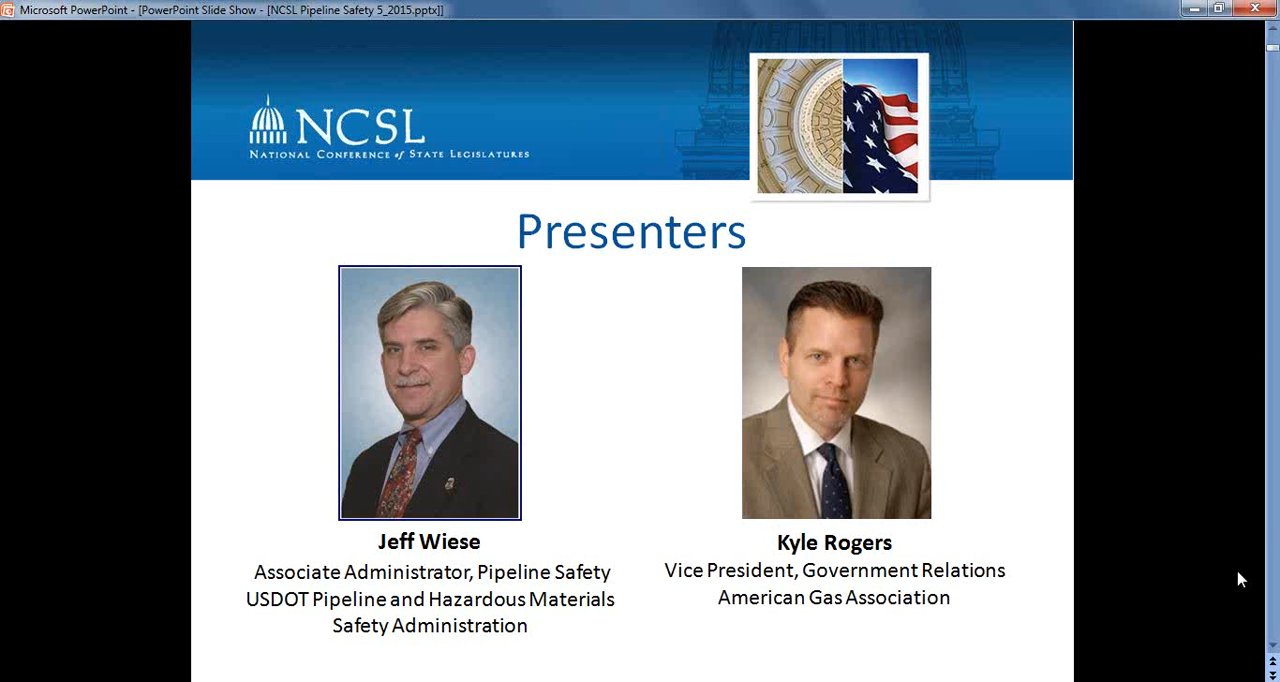 Microsoft PowerPoint - [PowerPoint Slide Show - [NCSL Pipeline Safety 5_2015.pptx]]
NCSL
NATIONAL CONFERENCE of STATE LEGISLATURES
Presenters
Jeff Wiese
Associate Administrator, Pipeline Safety
USDOT Pipeline and Hazardous Materials
Safety Administration
Kyle Rogers
Vice President, Government Relations
American Gas Association